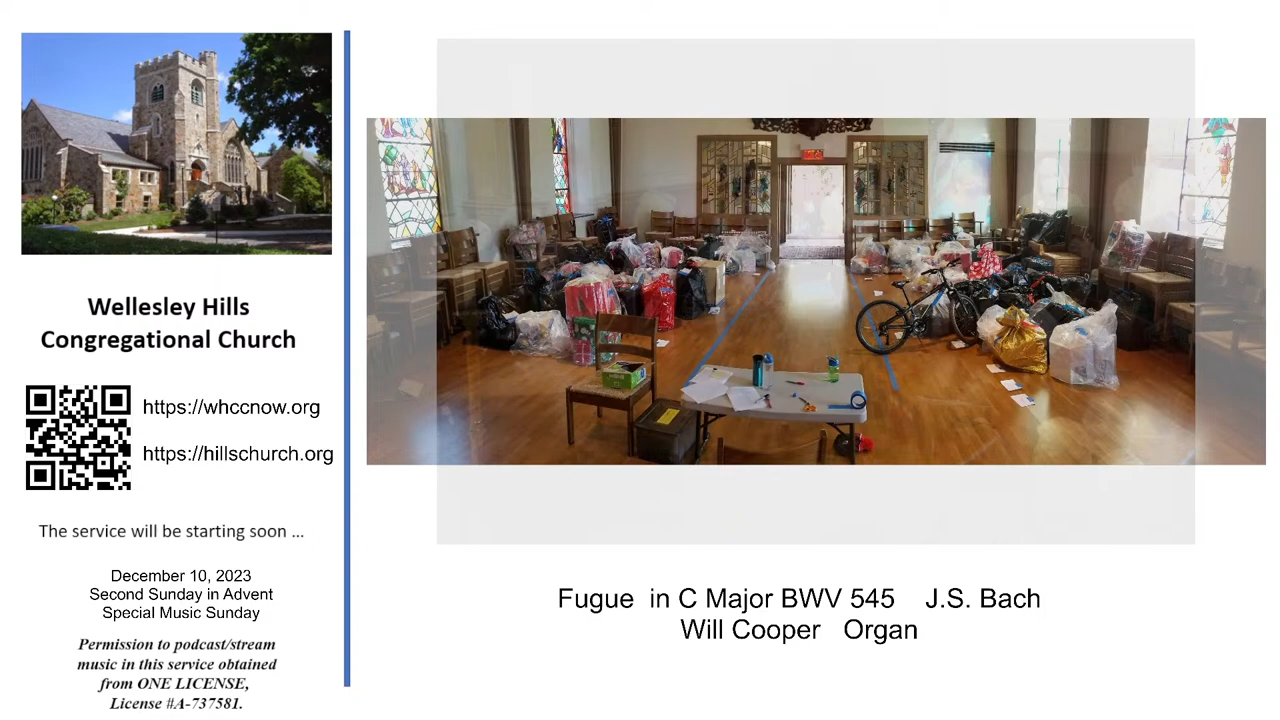 Wellesley Hills
Congregational Church
https://whccnow.org
https://hillschurch.org
The service will be starting soon ...
December 10, 2023
Second Sunday in Advent
Special Music Sunday
Permission to podcast/stream
music in this service obtained
from ONE LICENSE,
License #A-737581.
Fugue in C Major BWV 545 J.S. Bach
Will Cooper Organ